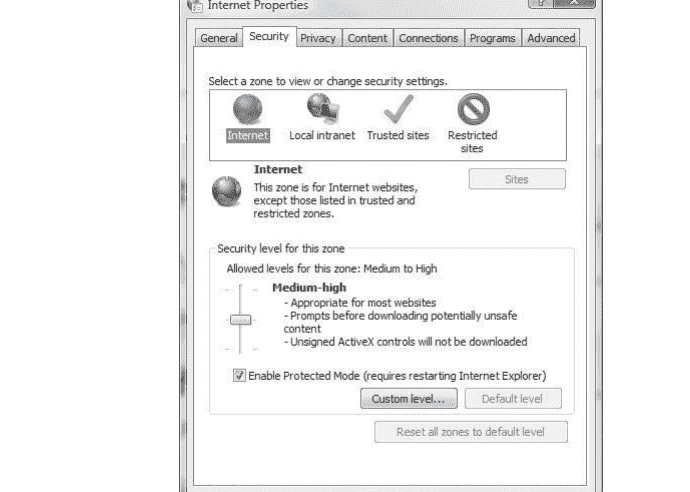 Internet Properties
General Security Privacy Content Connections Programs Advanced
Select a zone to view or change security settings.
Internet Local intranet Trusted sites Restricted
sites
Internet
Sites
This zone is for Internet websites,
except those listed in trusted and
restricted zones.
Security level for this zone
Allowed levels for this zone: Medium to High
Medium-high
- Appropriate for most websites
- Prompts before downloading potentially unsafe
content
- Unsigned ActiveX controls will not be downloaded
Enable Protected Mode (requires restarting Internet Explorer)
Custom level... Default level
Reset all zones to default level